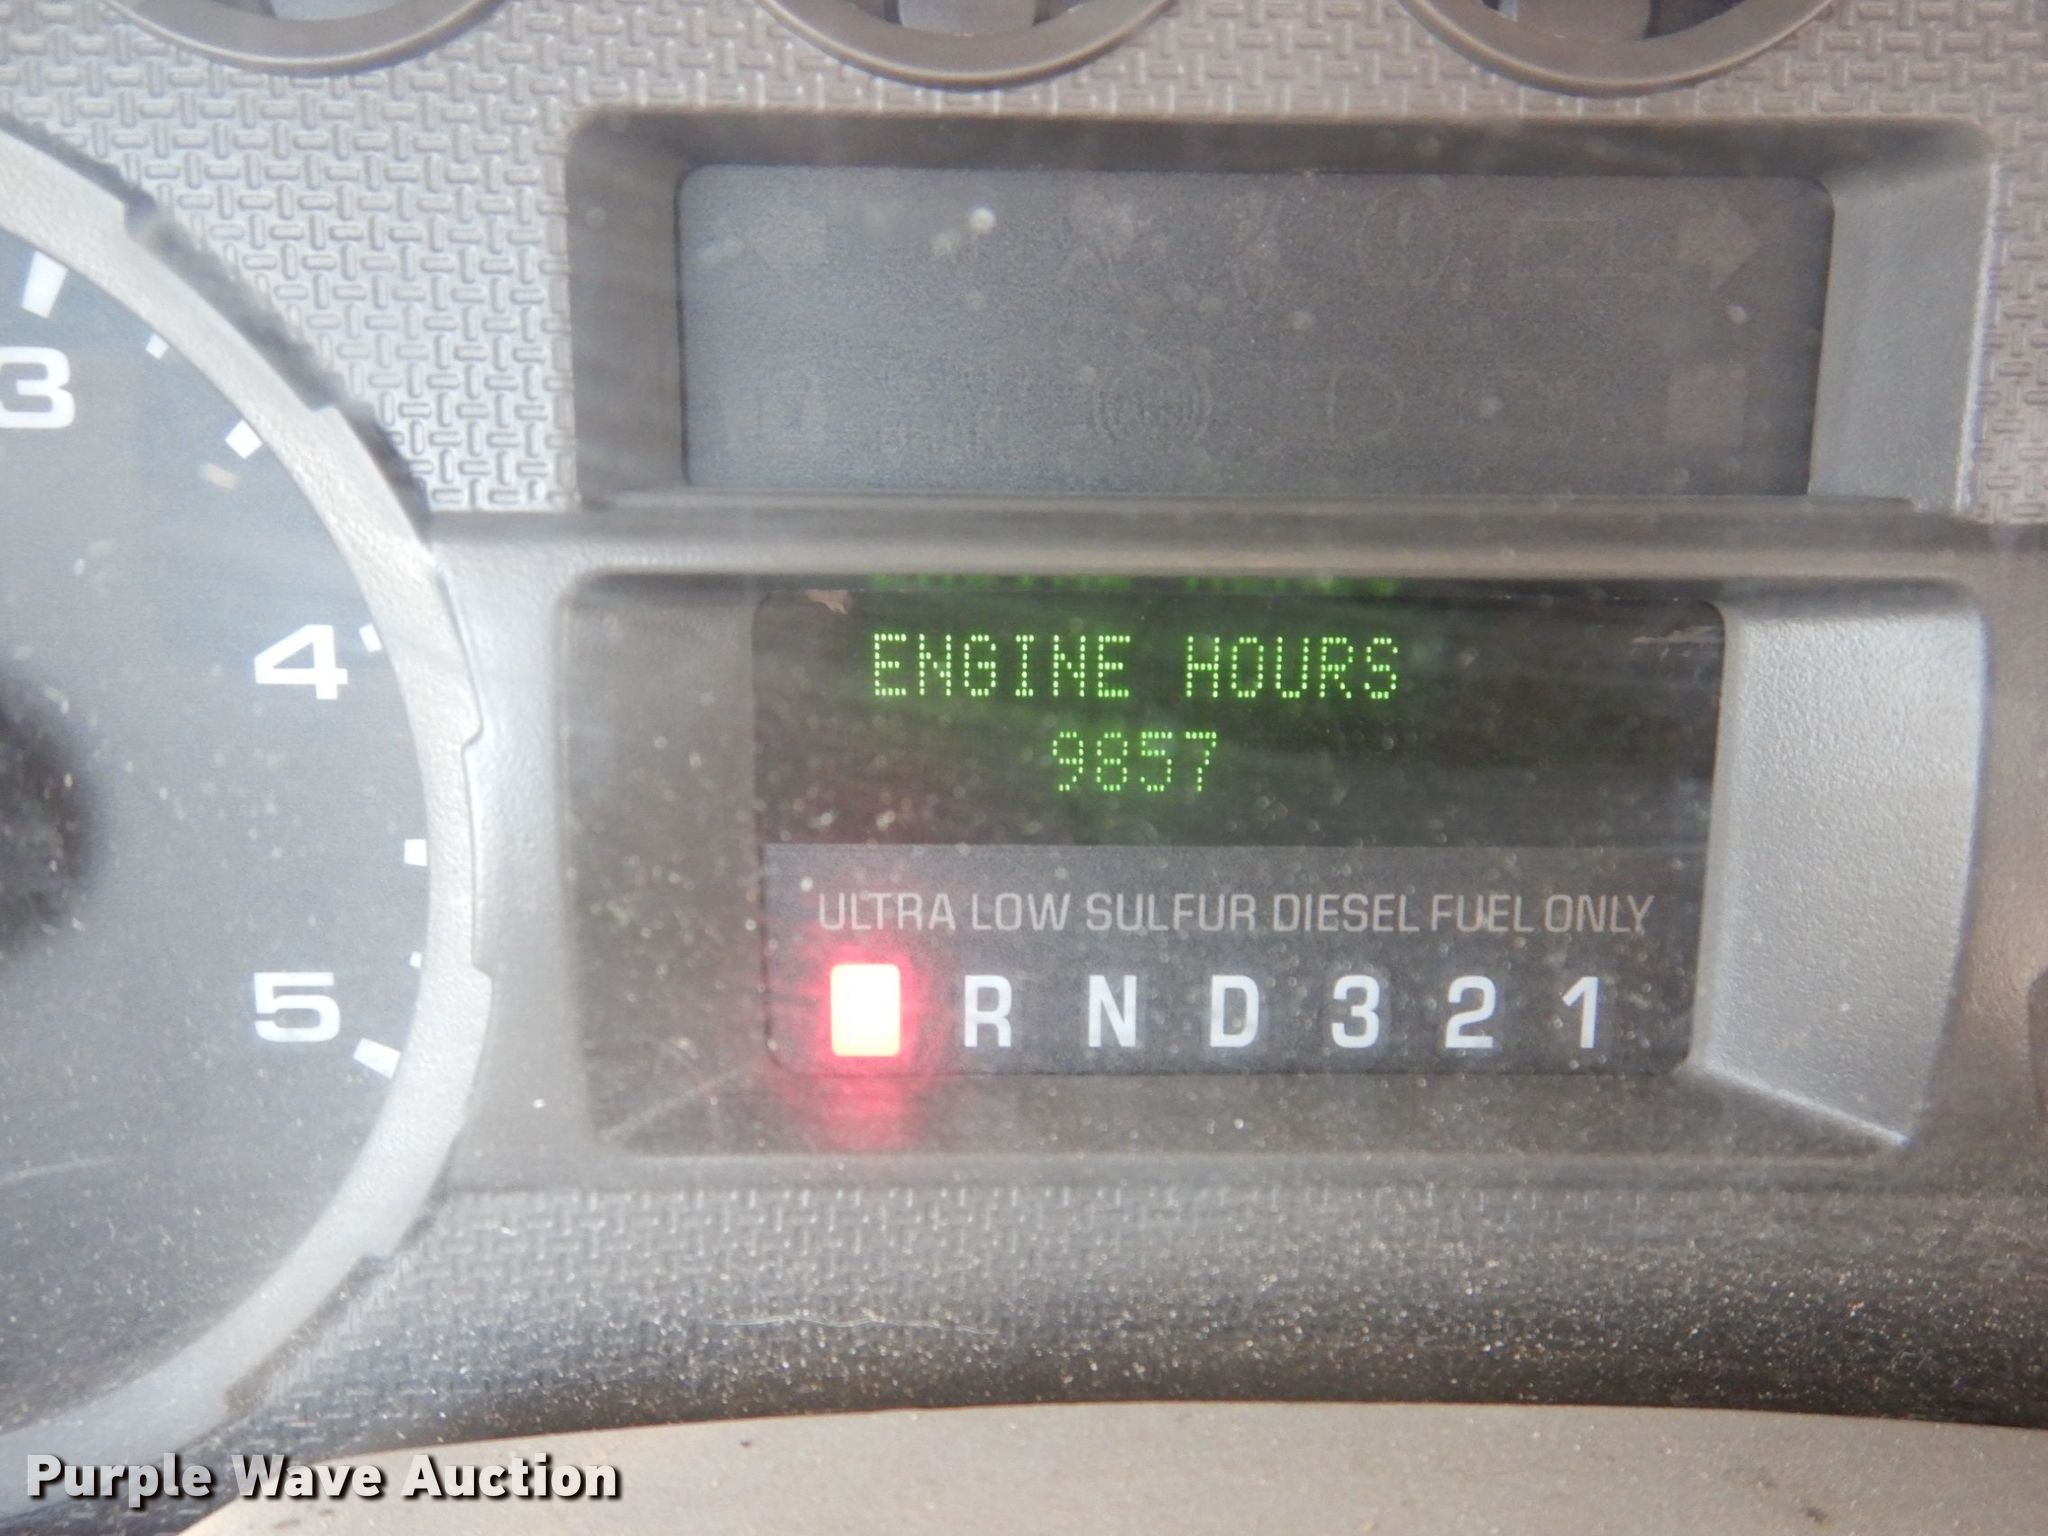 3
4
5
ENGINE HOURS
9857
ULTRA LOW SULFUR DIESEL FUEL ONLY
R N D 3 2 1
Purple Wave Auction